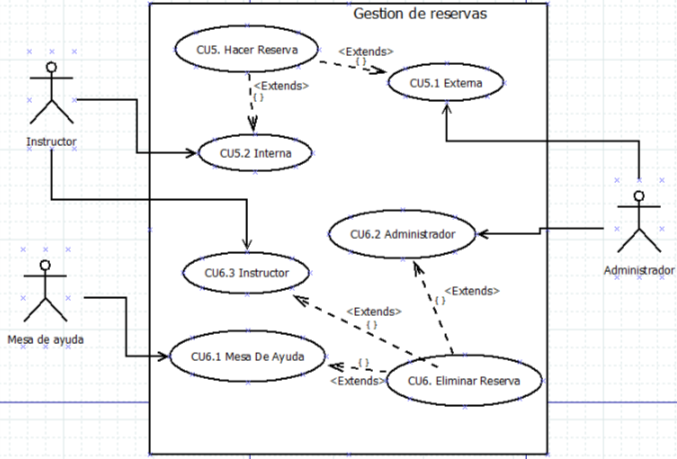 Gestion de reservas
CU5. Hacer Reserva
<Extends>
{ }
CU5.1 Externa
<Extends>
{ }
Instructor
CU5.2 Interna
CU6.2 Administrador
Administrador
CU6.3 Instructor
<Extends>
{ }
<Extends>
{ }
Mesa de ayuda
CU6.1 Mesa De Ayuda
{ }
<Extends>
CU6. Eliminar Reserva